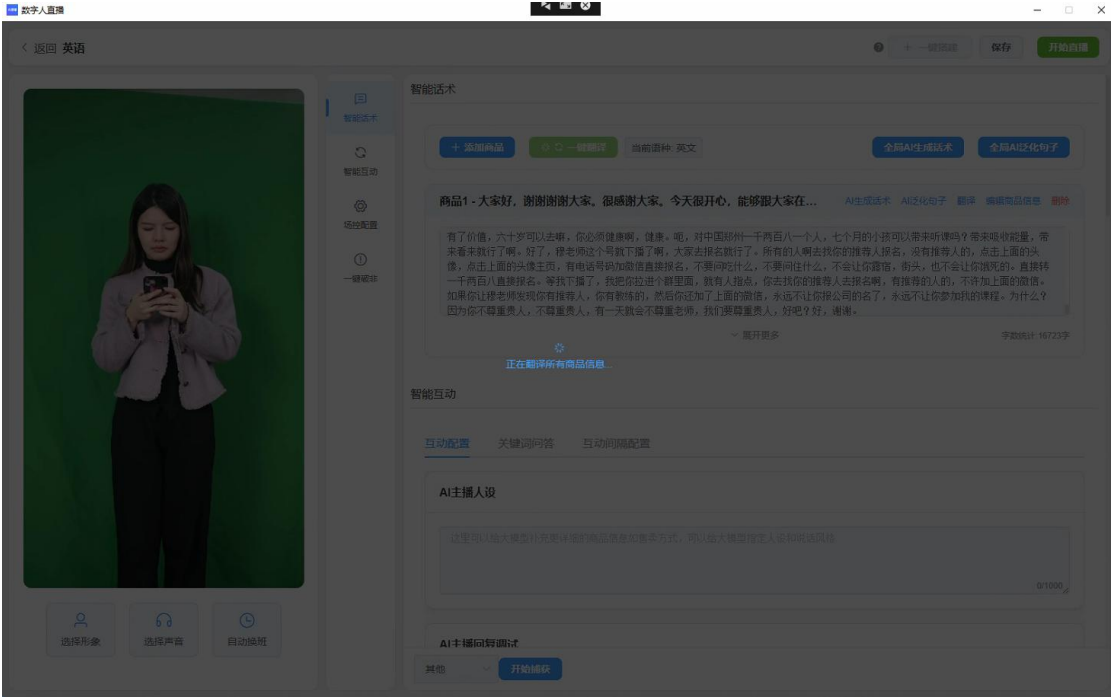 数字人直播
返回 英语
保存
开始直播
智能话术
智能互动
场控配置
一键破非
智能话术
+ 添加商品
一键翻译
当前语种: 英文
全局AI生成话术
全局AI泛化句子
商品1 - 大家好，谢谢谢谢大家。很感谢大家。今天很开心，能够跟大家在...
AI生成话术 AI泛化句子 翻译 编辑商品信息 删除
有了价值，六十岁可以去嘛，你必须健康啊，健康，呃，对中国郑州一千两百八一个人，七个月的小孩可以带来听课吗？带来吸收能量，带
来看来就行了啊，好了，穆老师这个号就下播了啊，大家去报名就行了，所有的人啊去找你的推荐人报名，没有推荐人的，点击上面的头
像，点击上面的头像主页，有电话号码加微信直接报名，不要问吃什么，不要问住什么，不会让你露宿，街头，也不会让你饿死的，直接转
一千两百八直接报名，等我下播了，我把你拉进个群里面，就有人指点，你去找你的推荐人去报名啊，有推荐的人的，不许加上面的微信。
如果你让穆老师发现你有推荐人，你有教练的，然后你还加了上面的微信，永远不让你报公司的名了，永远不让你参加我的课程，为什么？
因为你不尊重贵人，不尊重贵人，有一天就会不尊重老师，我们要尊重贵人，好吧？好，谢谢。
展开更多
字数统计: 16723字
正在翻译所有商品信息...
智能互动
互动配置
关键词问答
互动间隔配置
AI主播人设
0/1000
AI主播回复调试
选择形象
选择声音
自动换班
其他
开始捕获